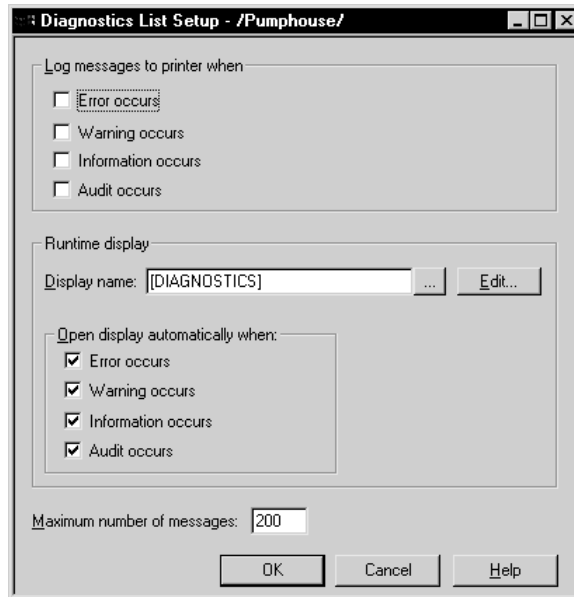 Diagnostics List Setup - /Pumphouse/
Log messages to printer when
Error occurs
Warning occurs
Information occurs
Audit occurs
Runtime display
Display name: [DIAGNOSTICS] ... Edit...
Open display automatically when:
Error occurs
Warning occurs
Information occurs
Audit occurs
Maximum number of messages: 200
OK Cancel Help